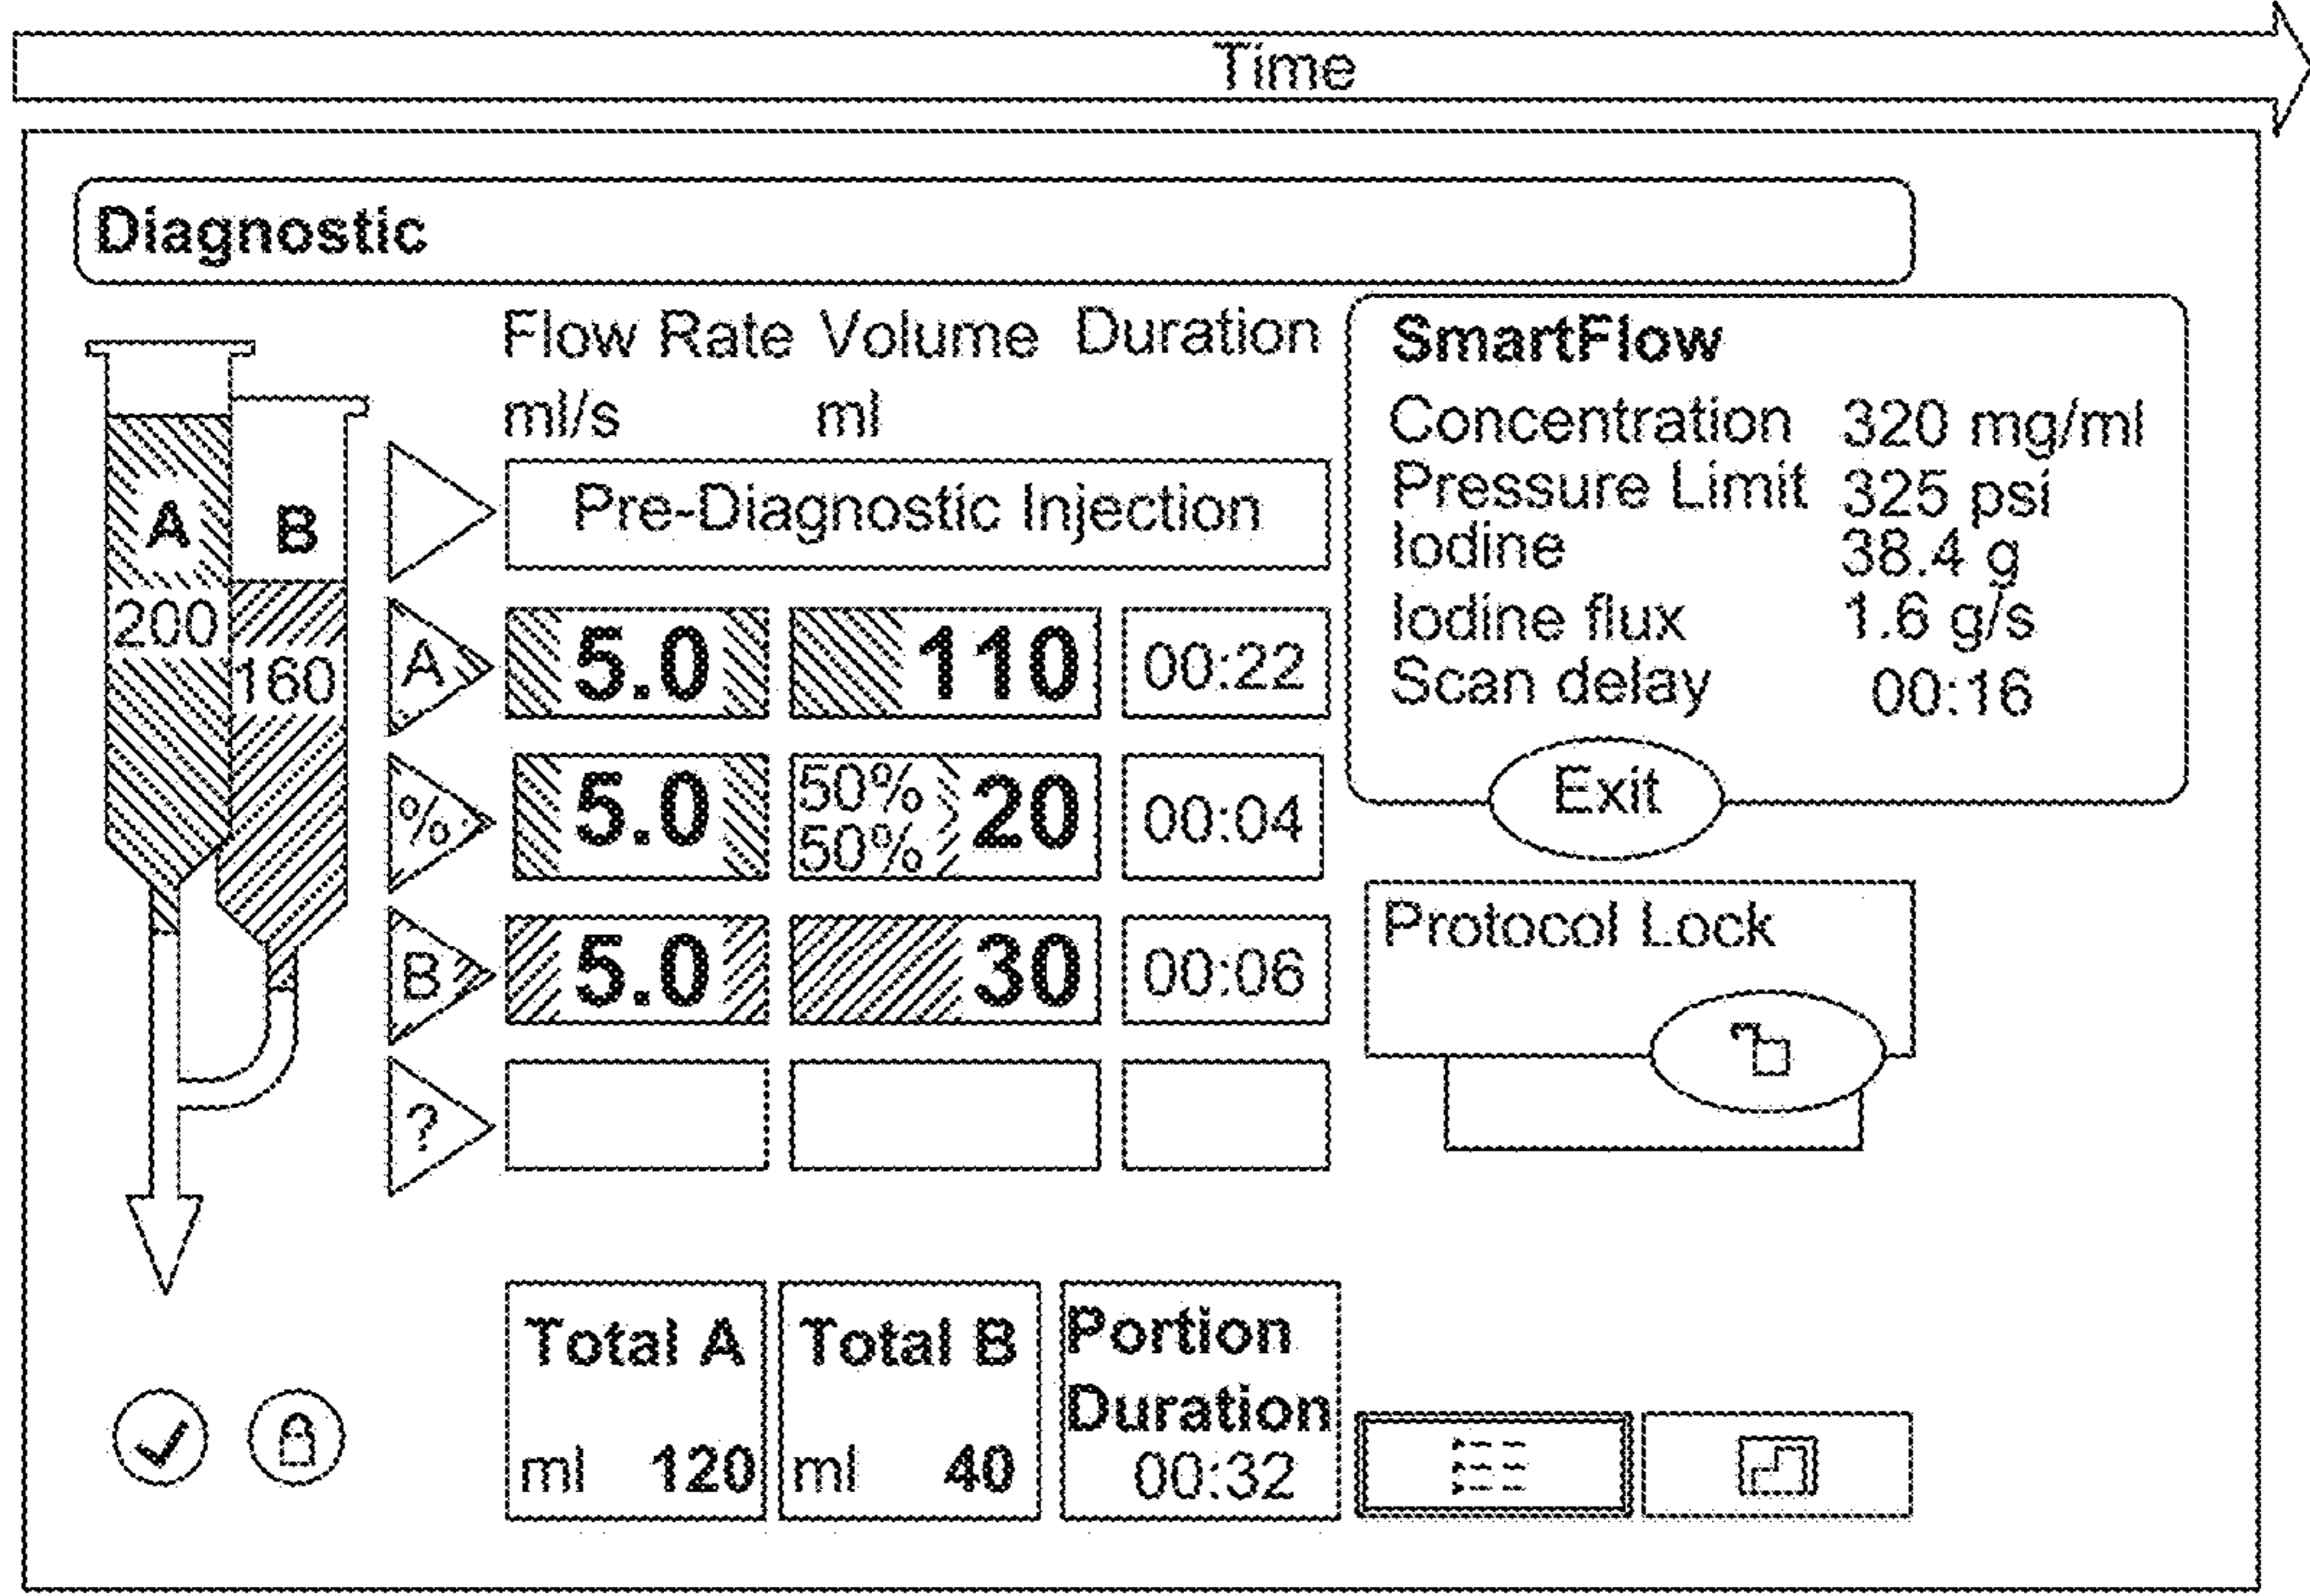 Time
Diagnostic
Flow Rate Volume Duration
ml/s ml
Pre-Diagnostic Injection
A
B
200
160
A 5.0 110 00:22
% 5.0 50% 50% 20 00:04
B 5.0 30 00:06
?
SmartFlow
Concentration 320 mg/ml
Pressure Limit 325 psi
Iodine 38.4 g
Iodine flux 1.6 g/s
Scan delay 00:16
Exit
Protocol Lock
Total A
ml 120
Total B
ml 40
Portion
Duration
00:32